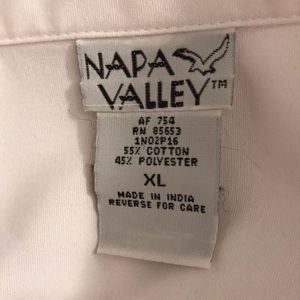 NAPA
VALLEY™
AF 754
RN 85653
1NO2P16
55% COTTON
45% POLYESTER
XL
MADE IN INDIA
REVERSE FOR CARE